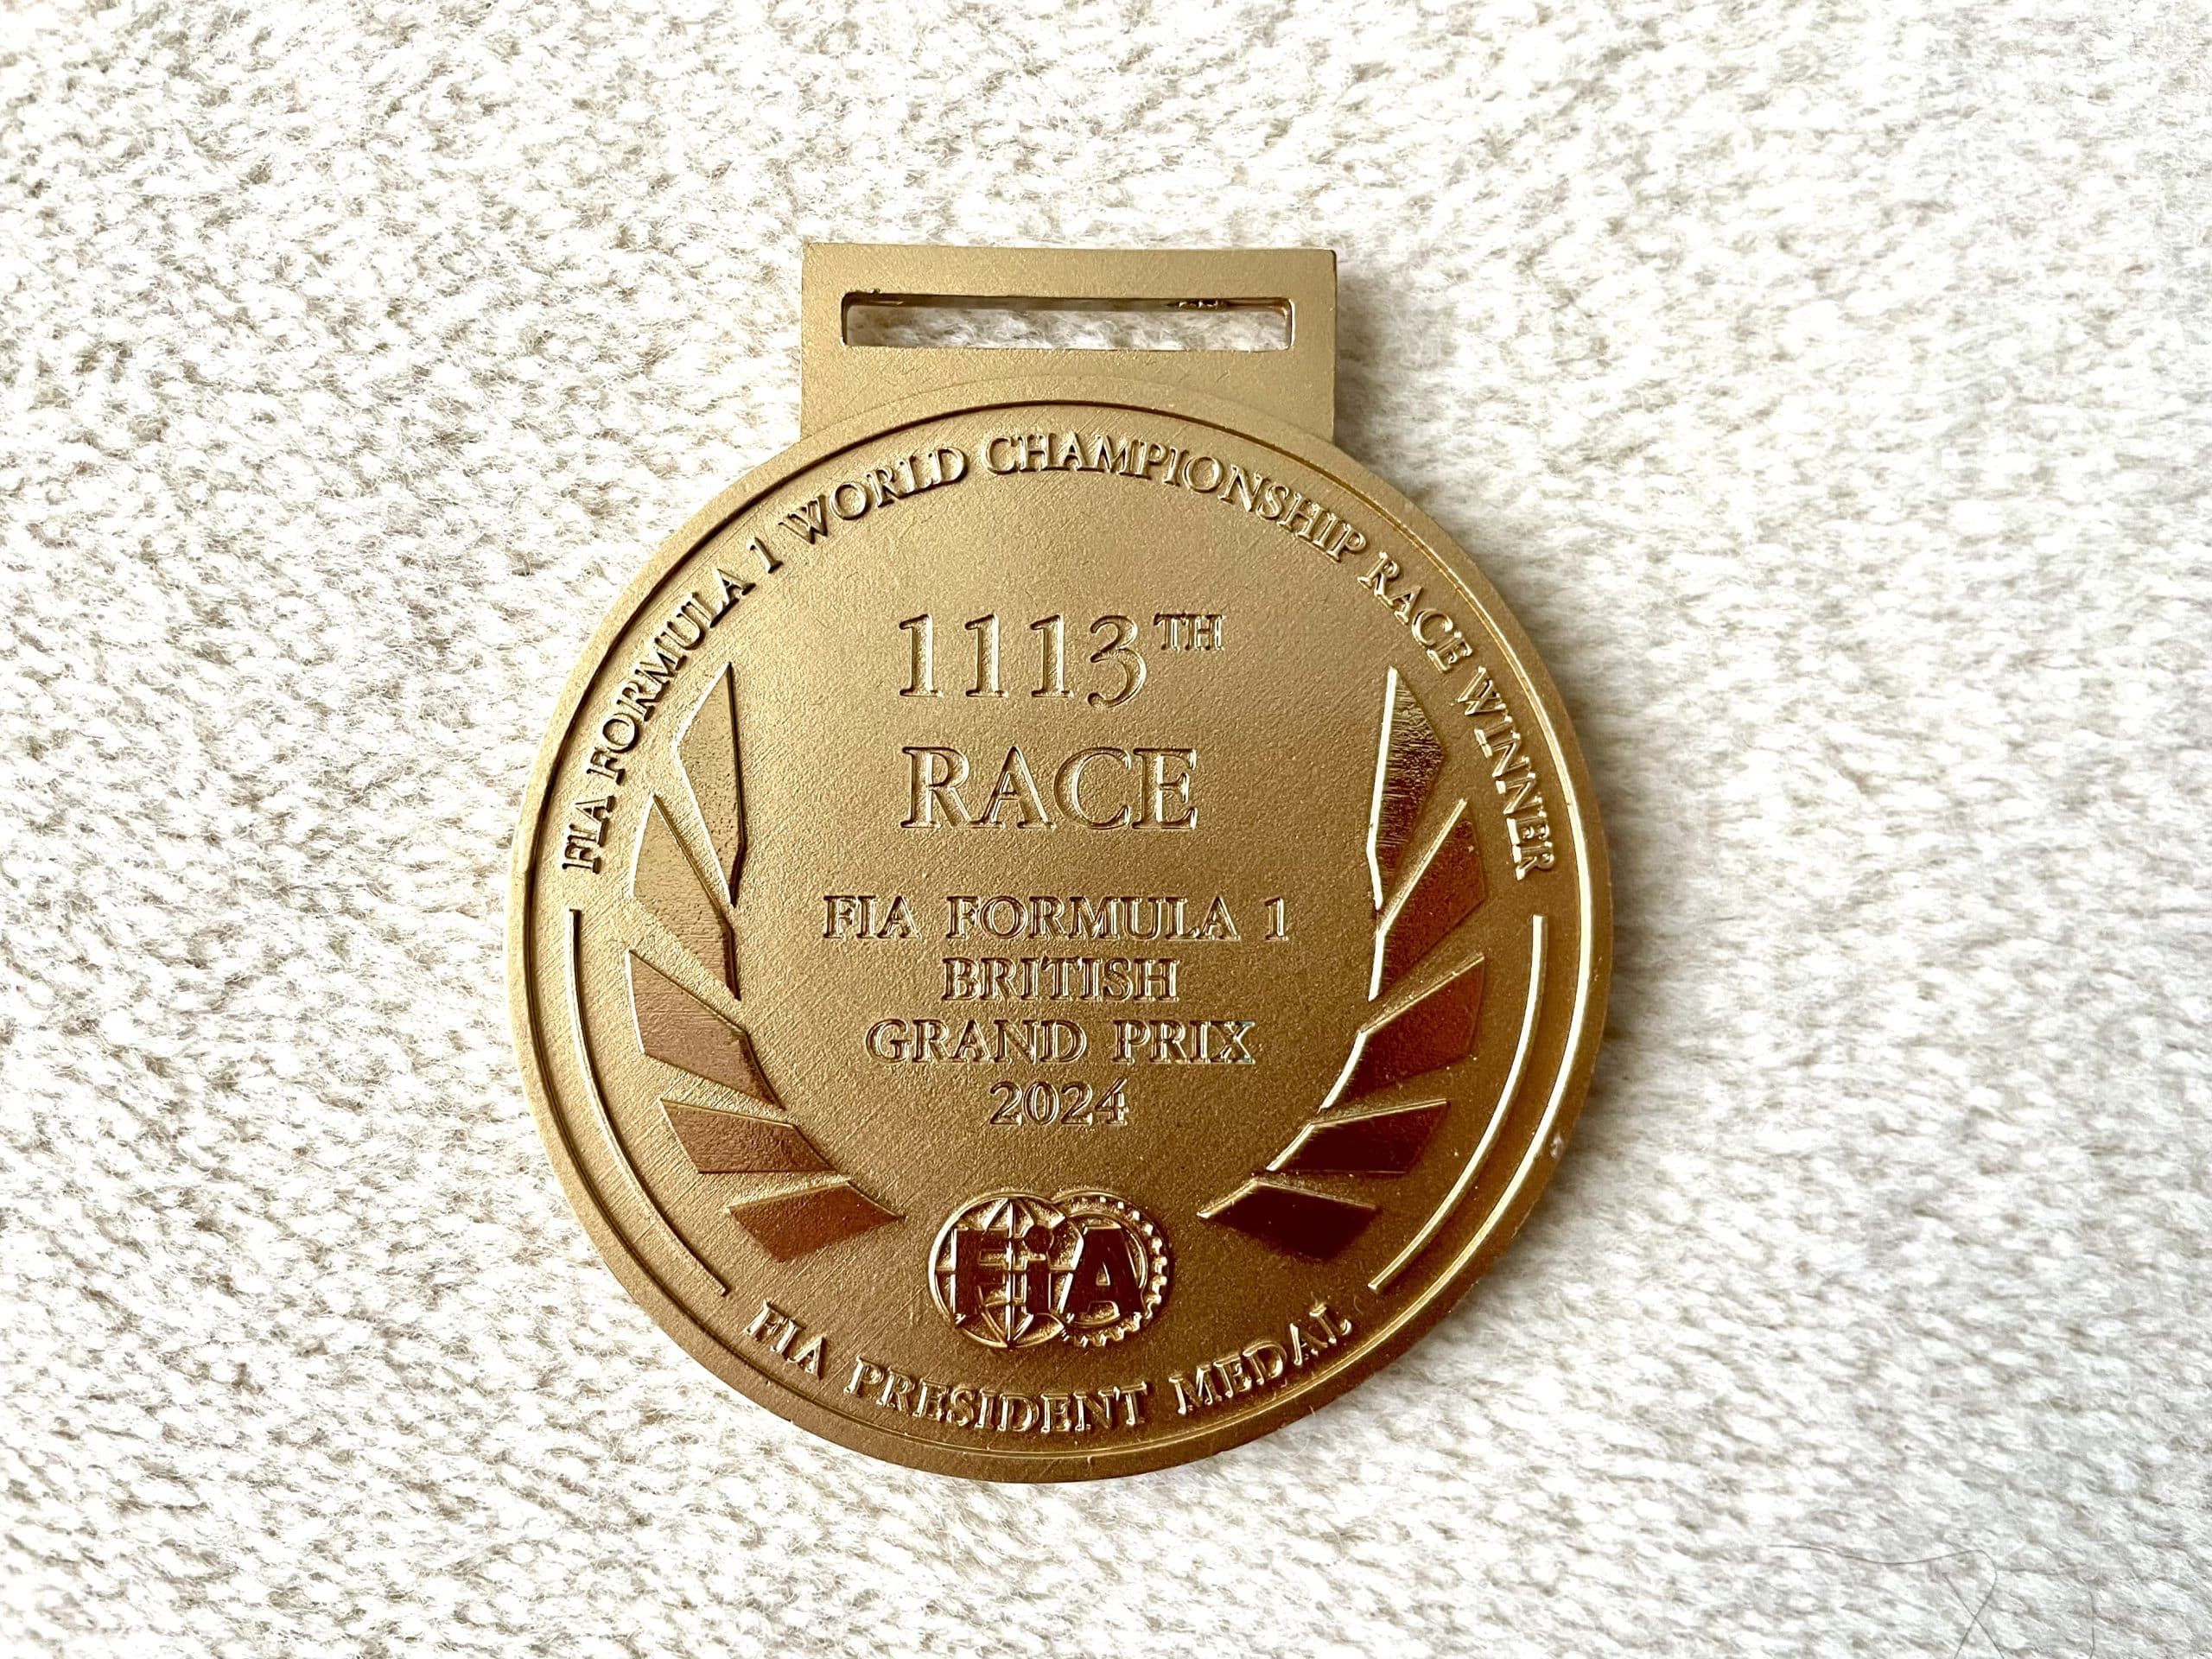 FIA FORMULA 1 WORLD CHAMPIONSHIP RACE WINNER
1113TH
RACE
FIA FORMULA 1
BRITISH
GRAND PRIX
2024
FiA
FIA PRESIDENT MEDAL